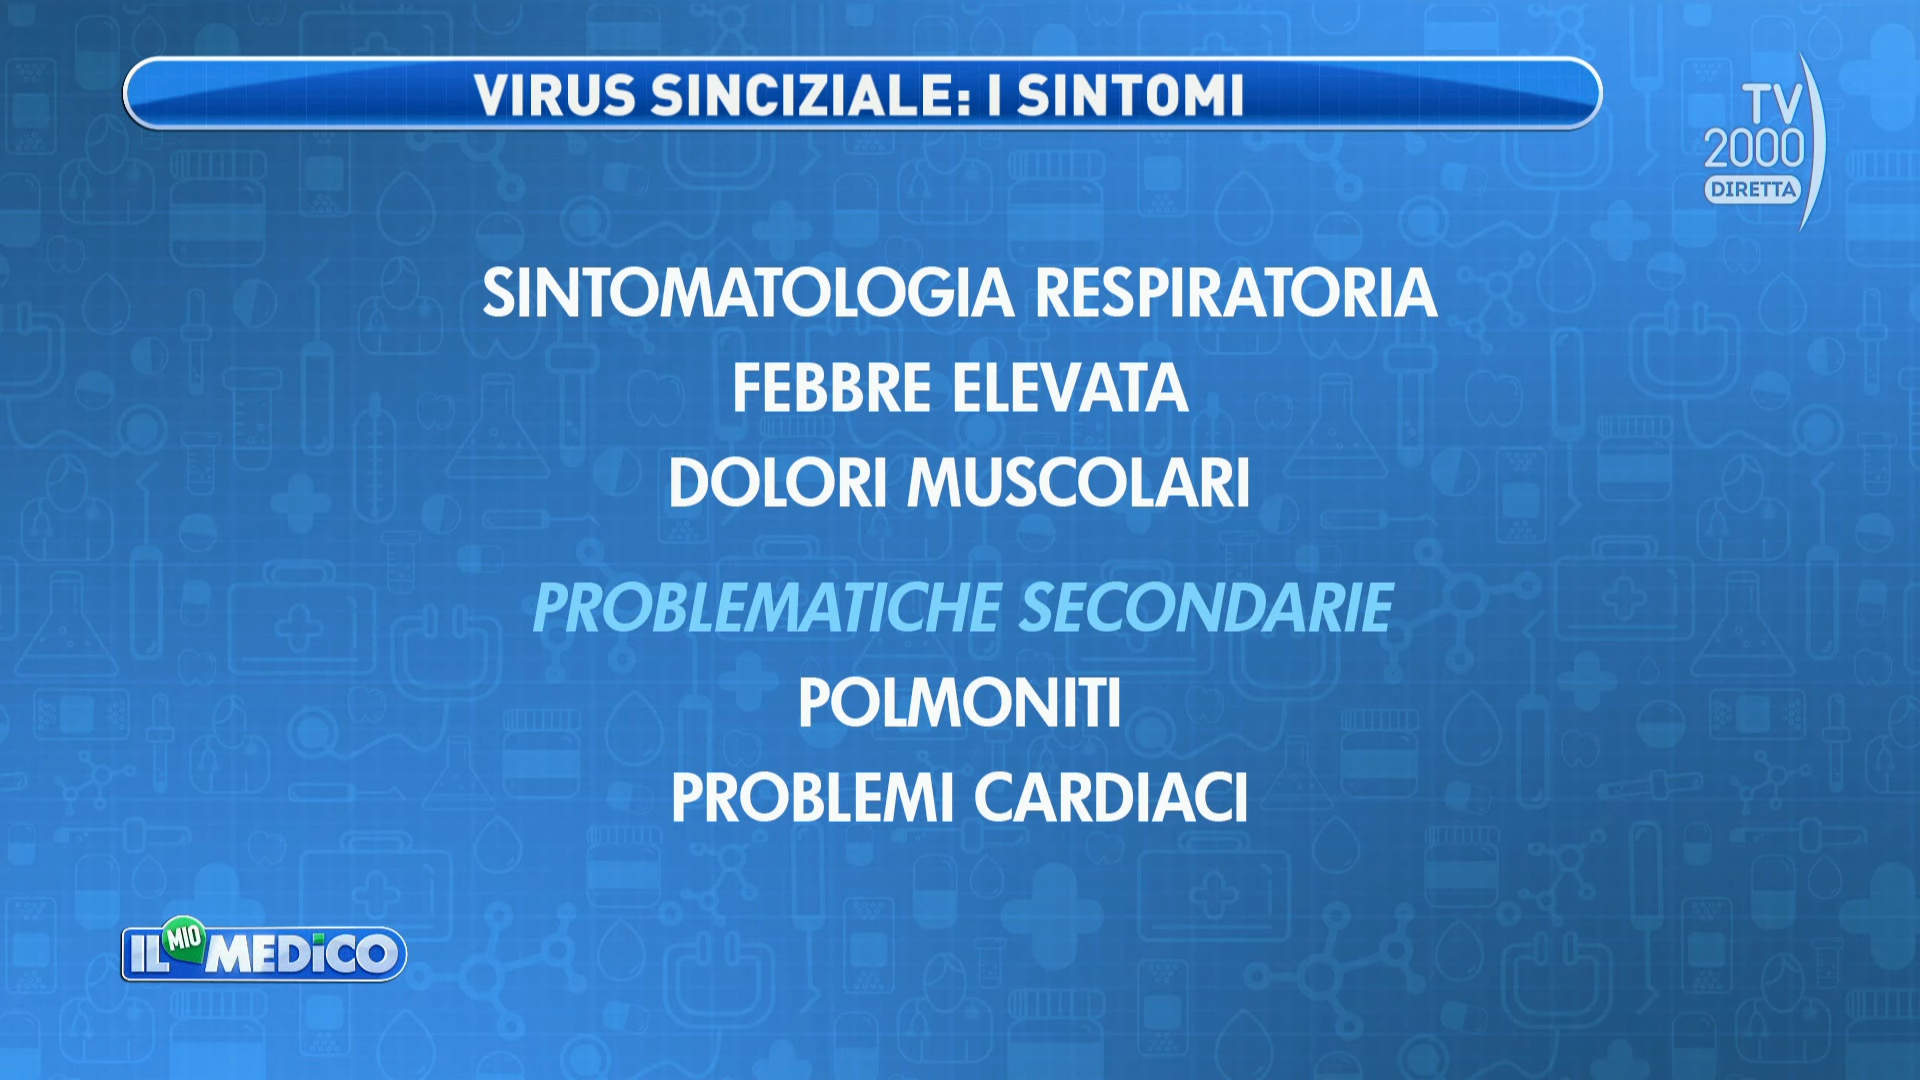 VIRUS SINCIZIALE: I SINTOMI
TV
2000
DIRETTA
SINTOMATOLOGIA RESPIRATORIA
FEBBRE ELEVATA
DOLORI MUSCOLARI
PROBLEMATICHE SECONDARIE
POLMONITI
PROBLEMI CARDIACI
IL MIO MEDiCO